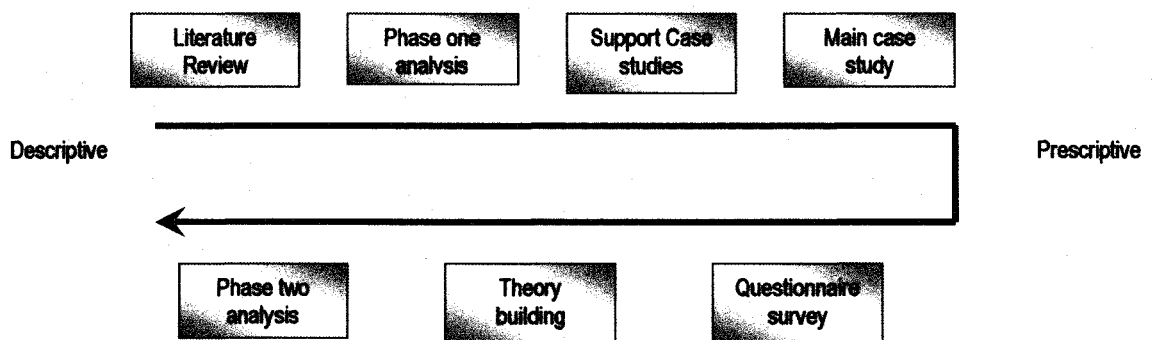 Literature
Review
Phase one
analysis
Support Case
studies
Main case
study
Descriptive
Prescriptive
Phase two
analysis
Theory
building
Questionnaire
survey